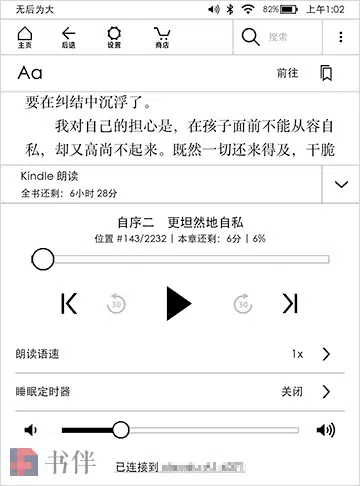 无后为大 82% 上午1:02
主页 后退 设置 商店 搜索
Aa 前往
要在纠结中沉浮了。
我对自己的担心是，在孩子面前不能从容自
私，却又高尚不起来。既然一切还来得及，干脆
Kindle 朗读
全书还剩：6小时 28分
自序二 更坦然地自私
位置 #143/2232 | 本章还剩：6分 | 6%
30 30
朗读语速 1x
睡眠定时器 关闭
书伴
已连接到